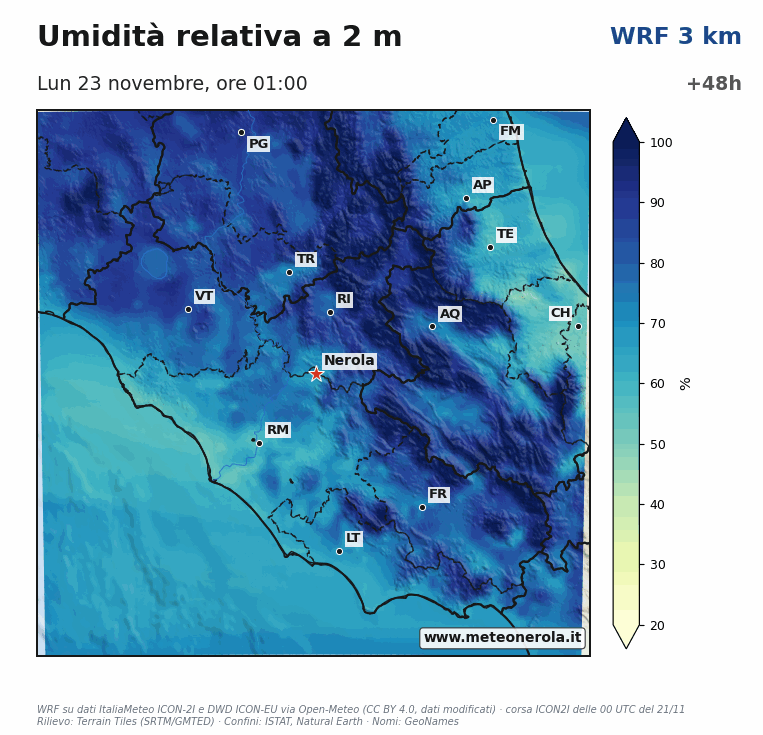 Umidità relativa a 2 m
WRF 3 km
Lun 23 novembre, ore 01:00
+48h
FM
PG
AP
TE
TR
VT
RI
AQ
CH
Nerola
RM
FR
LT
www.meteonerola.it
100
90
80
70
60
50
40
30
20
%
WRF su dati ItaliaMeteo ICON-2I e DWD ICON-EU via Open-Meteo (CC BY 4.0, dati modificati) · corsa ICON2I delle 00 UTC del 21/11
Rilievo: Terrain Tiles (SRTM/GMTED) · Confini: ISTAT, Natural Earth · Nomi: GeoNames